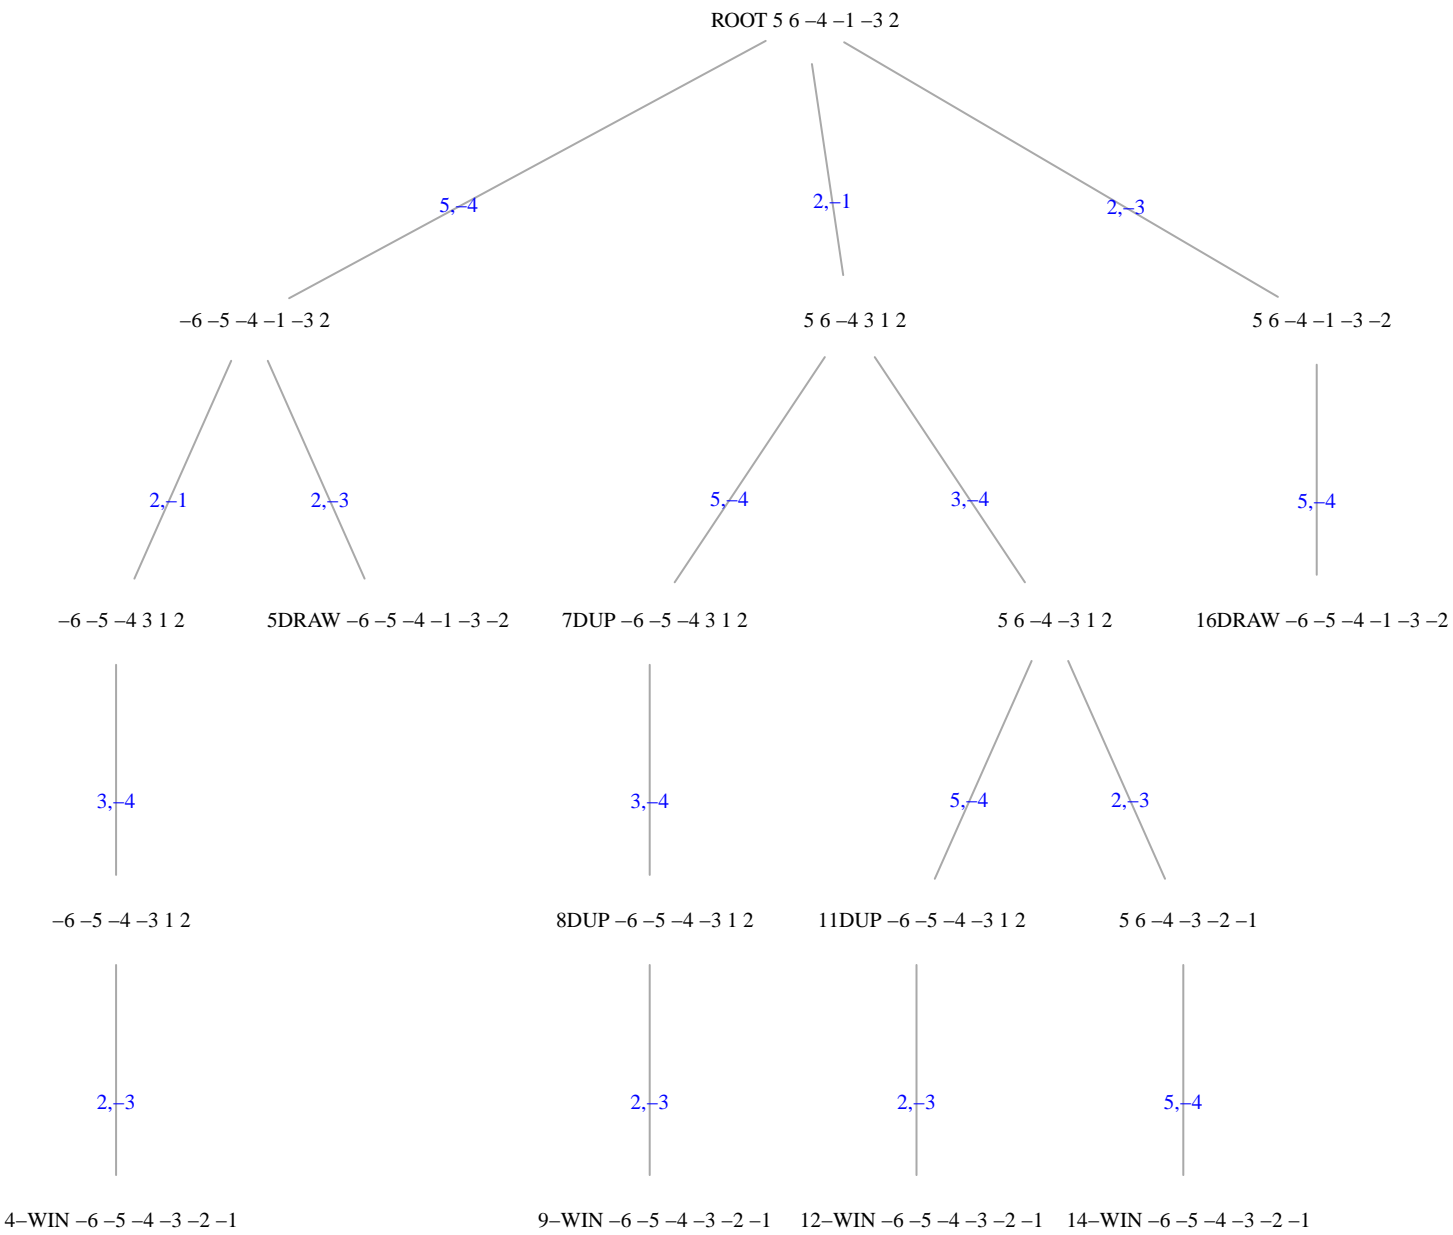 ROOT 5 6 –4 –1 –3 2
5,–4
2,–1
2,–3
–6 –5 –4 –1 –3 2
5 6 –4 3 1 2
5 6 –4 –1 –3 –2
2,–1
2,–3
5,–4
3,–4
5,–4
–6 –5 –4 3 1 2
5DRAW –6 –5 –4 –1 –3 –2
7DUP –6 –5 –4 3 1 2
5 6 –4 –3 1 2
16DRAW –6 –5 –4 –1 –3 –2
3,–4
3,–4
5,–4
2,–3
–6 –5 –4 –3 1 2
8DUP –6 –5 –4 –3 1 2
11DUP –6 –5 –4 –3 1 2
5 6 –4 –3 –2 –1
2,–3
2,–3
2,–3
5,–4
4–WIN –6 –5 –4 –3 –2 –1
9–WIN –6 –5 –4 –3 –2 –1
12–WIN –6 –5 –4 –3 –2 –1
14–WIN –6 –5 –4 –3 –2 –1